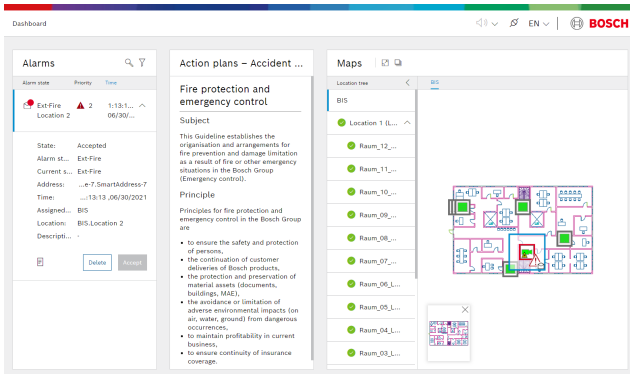 Dashboard
EN
BOSCH
Alarms
Alarm state Priority Time
Ext-Fire 2 1:13:1...
Location 2 06/30/...
State: Accepted
Alarm st... Ext-Fire
Current s... Ext-Fire
Address: ...e-7.SmartAddress-7
Time: ...:13:13 ,06/30/2021
Assigned... BIS
Location: BIS.Location 2
Descripti... -
Delete Accept
Action plans – Accident ...
Fire protection and
emergency control
Subject
This Guideline establishes the
origanisation and arrangements for
fire prevention and damage limitation
as a result of fire or other emergency
situations in the Bosch Group
(Emergency control).
Principle
Principles for fire protection and
emergency control in the Bosch Group
are
• to ensure the safety and protection
of persons,
• the continuation of customer
deliveries of Bosch products,
• the protection and preservation of
material assets (documents,
buildings, MAE),
• the avoidance or limitation of
adverse environmental impacts (on
air, water, ground) from dangerous
occurrences,
• to maintain profitability in current
business,
• to ensure continuity of insurance
coverage.
Maps
Location tree
BIS
BIS
Location 1 (L...
Raum_12_...
Raum_11_...
Raum_10_...
Raum_09_...
Raum_08_...
Raum_07_...
Raum_06_L...
Raum_05_L...
Raum_04_L...
Raum_03_L...